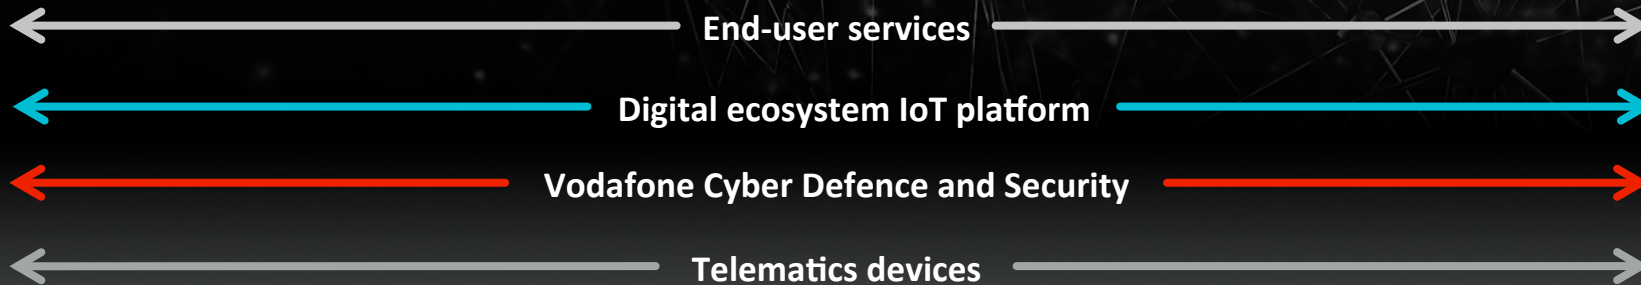 End-user services
Digital ecosystem IoT platform
Vodafone Cyber Defence and Security
Telematics devices